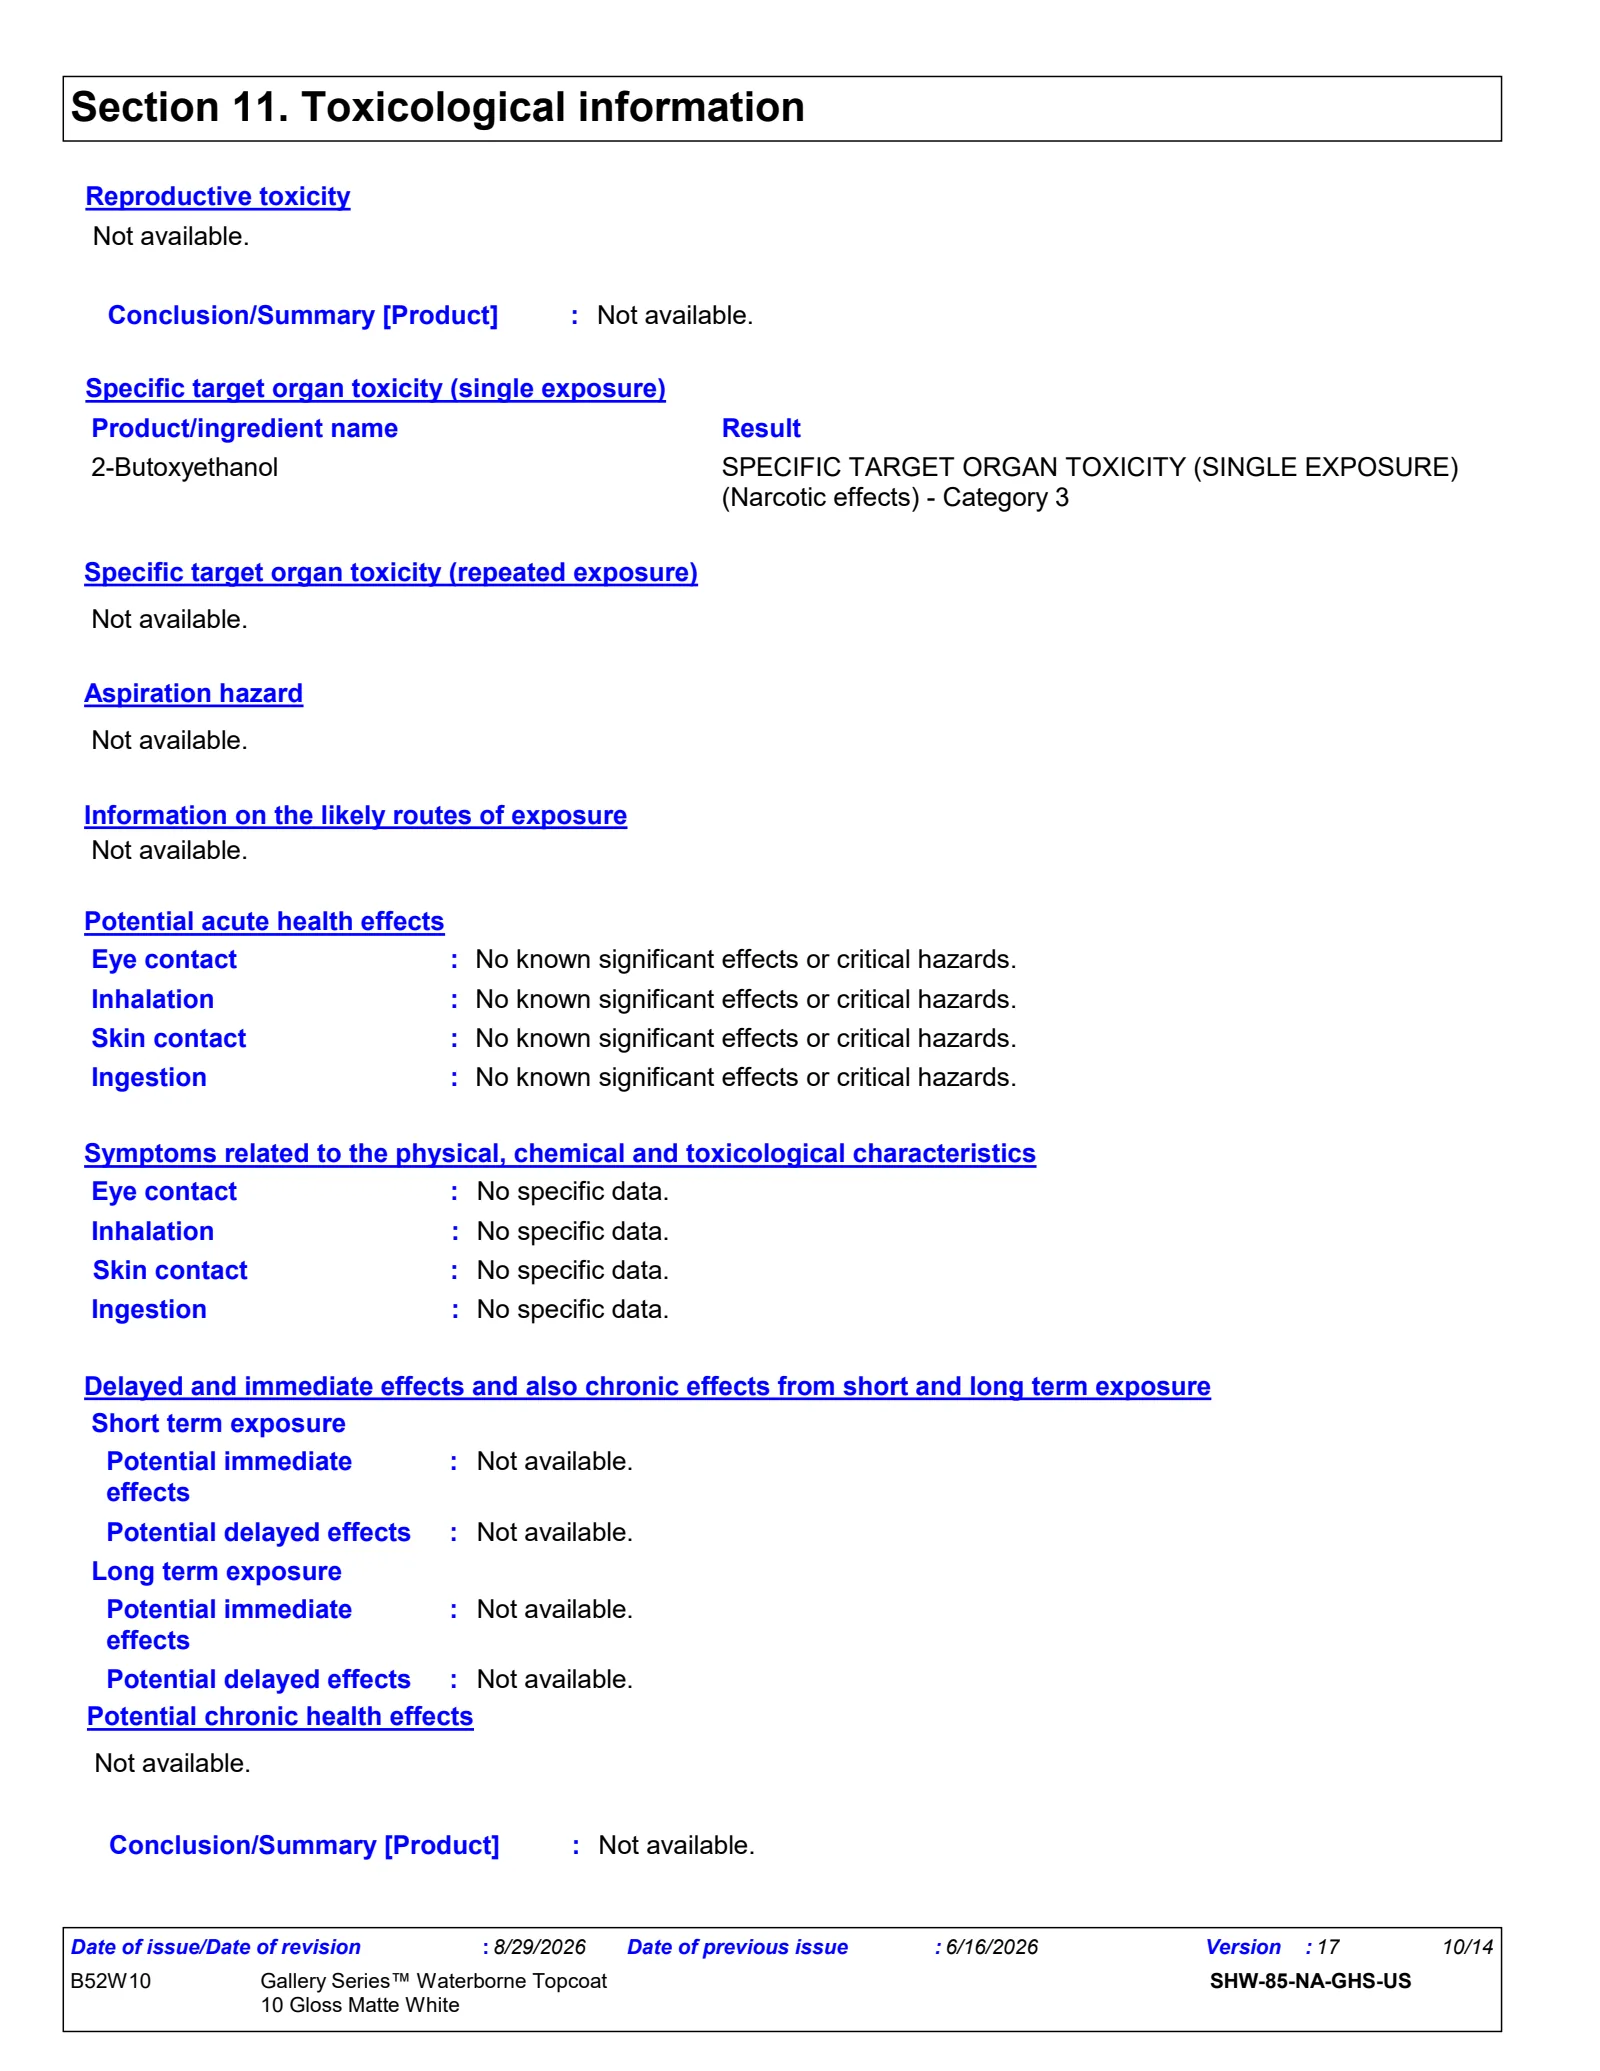 Section 11. Toxicological information
Reproductive toxicity
Not available.
Conclusion/Summary [Product] : Not available.
Specific target organ toxicity (single exposure)
Product/ingredient name Result
2-Butoxyethanol SPECIFIC TARGET ORGAN TOXICITY (SINGLE EXPOSURE)
(Narcotic effects) - Category 3
Specific target organ toxicity (repeated exposure)
Not available.
Aspiration hazard
Not available.
Information on the likely routes of exposure
Not available.
Potential acute health effects
Eye contact : No known significant effects or critical hazards.
Inhalation : No known significant effects or critical hazards.
Skin contact : No known significant effects or critical hazards.
Ingestion : No known significant effects or critical hazards.
Symptoms related to the physical, chemical and toxicological characteristics
Eye contact : No specific data.
Inhalation : No specific data.
Skin contact : No specific data.
Ingestion : No specific data.
Delayed and immediate effects and also chronic effects from short and long term exposure
Short term exposure
Potential immediate : Not available.
effects
Potential delayed effects : Not available.
Long term exposure
Potential immediate : Not available.
effects
Potential delayed effects : Not available.
Potential chronic health effects
Not available.
Conclusion/Summary [Product] : Not available.
Date of issue/Date of revision : 8/29/2026 Date of previous issue : 6/16/2026 Version : 17 10/14
B52W10 Gallery Series™ Waterborne Topcoat SHW-85-NA-GHS-US
10 Gloss Matte White